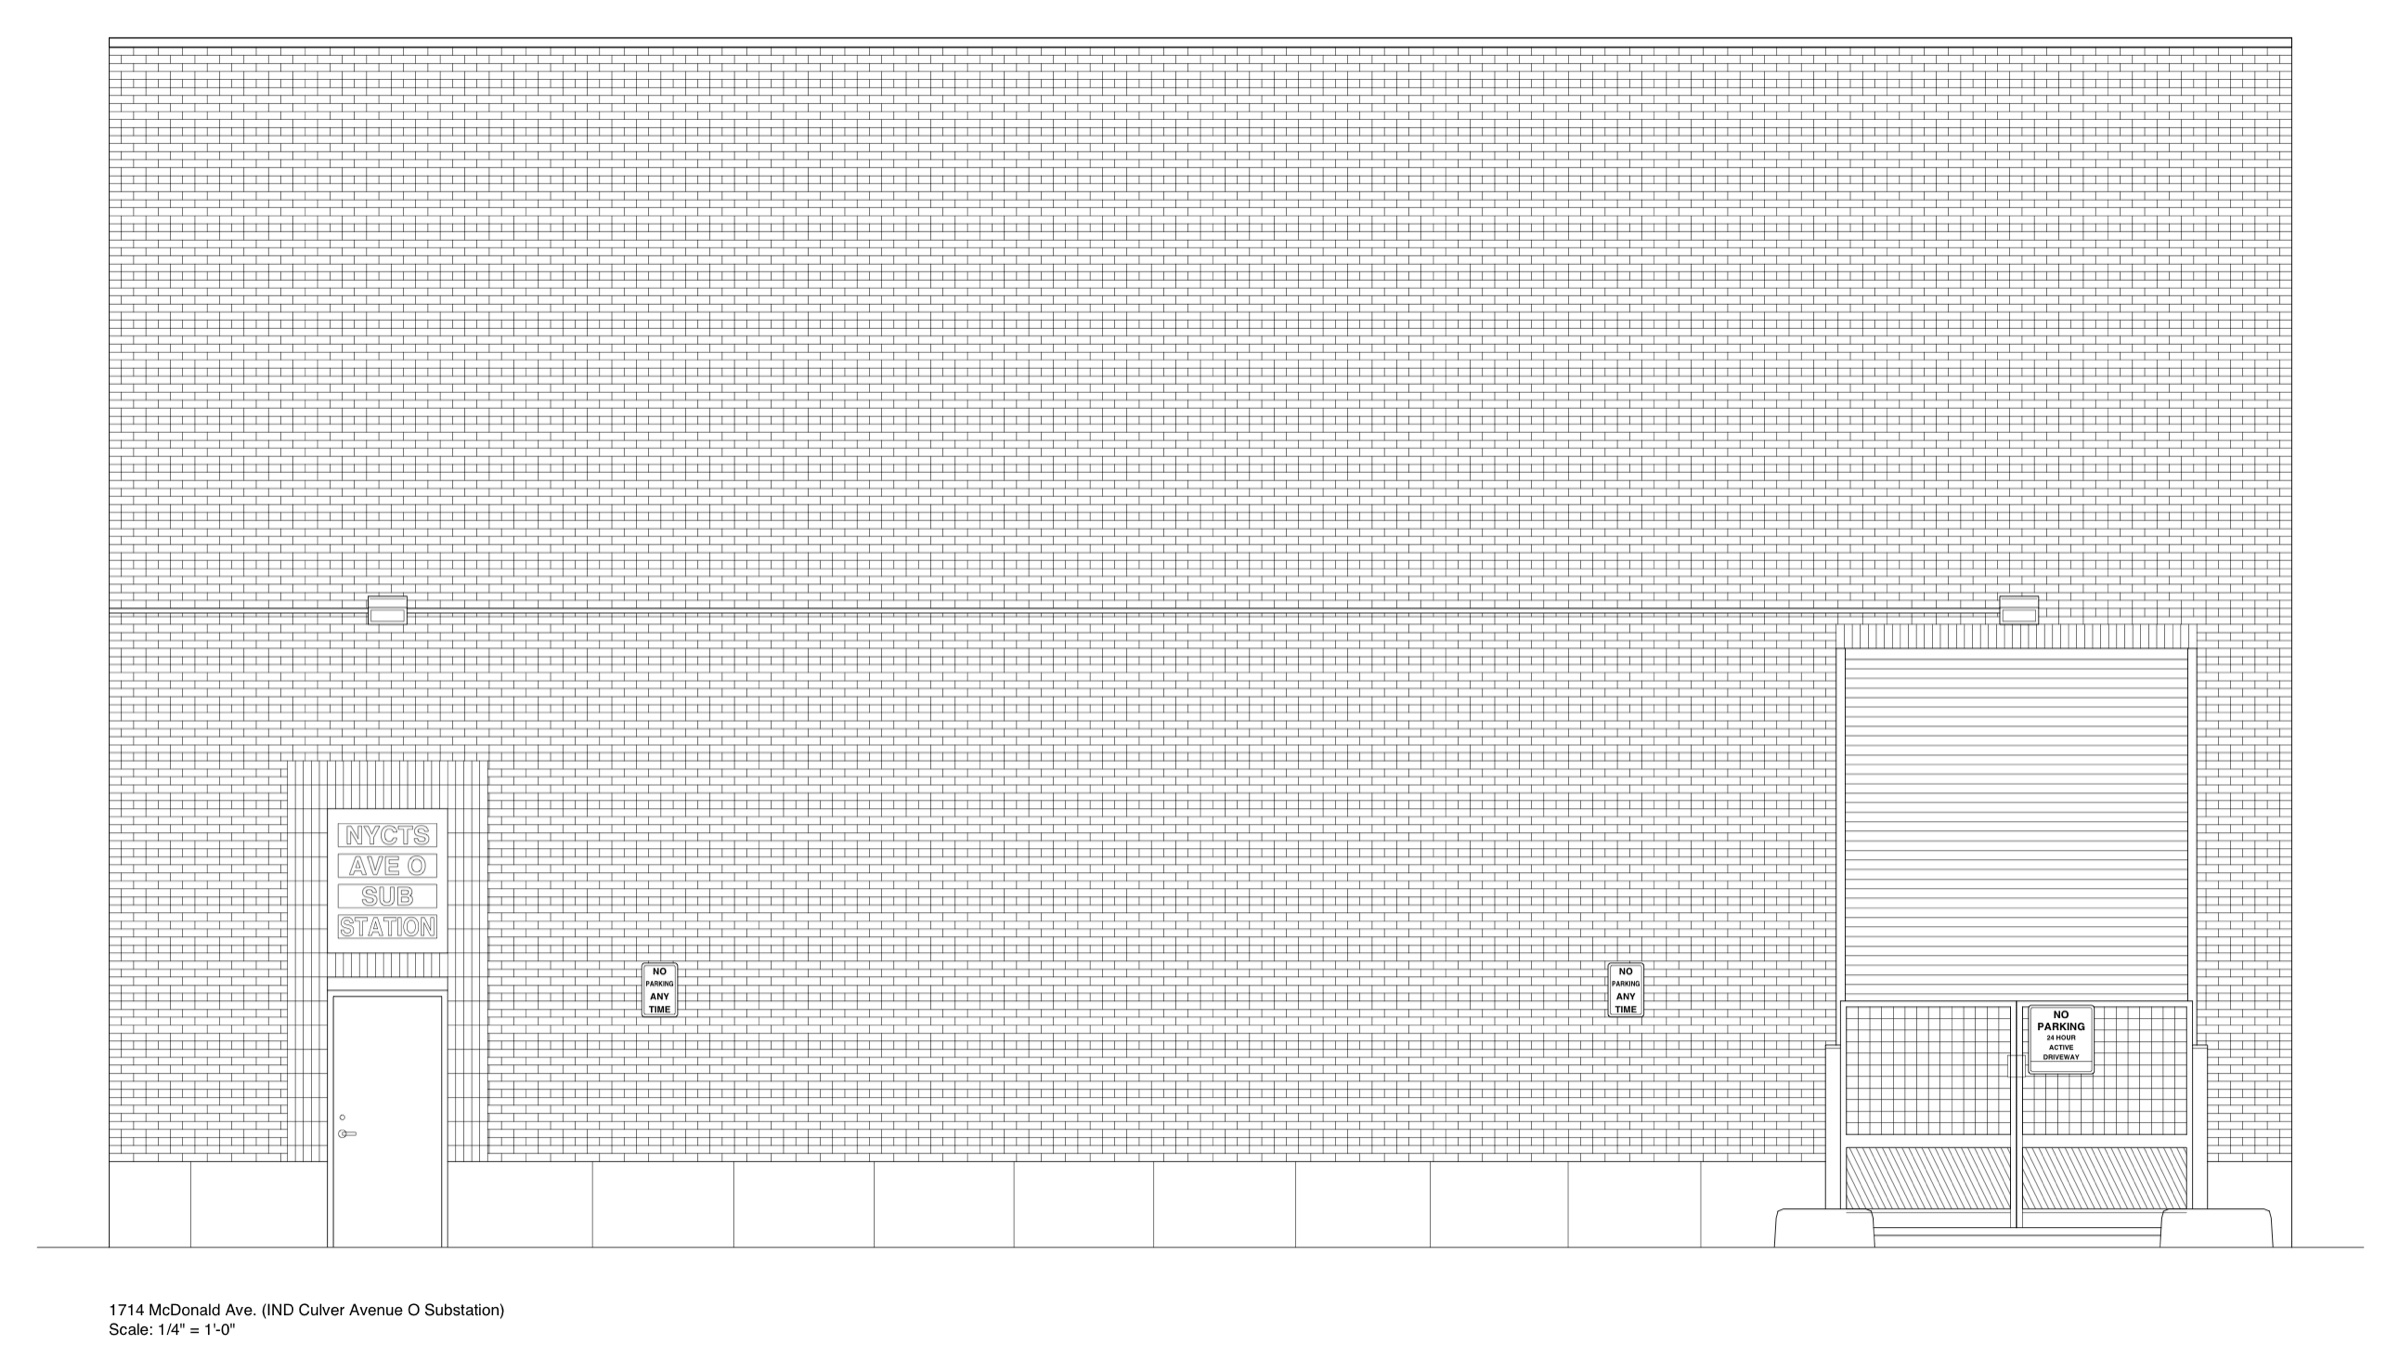 NYCTS
AVE O
SUB
STATION
NO
PARKING
ANY
TIME
NO
PARKING
ANY
TIME
NO
PARKING
24 HOUR
ACTIVE
DRIVEWAY
1714 McDonald Ave. (IND Culver Avenue O Substation)
Scale: 1/4" = 1'-0"